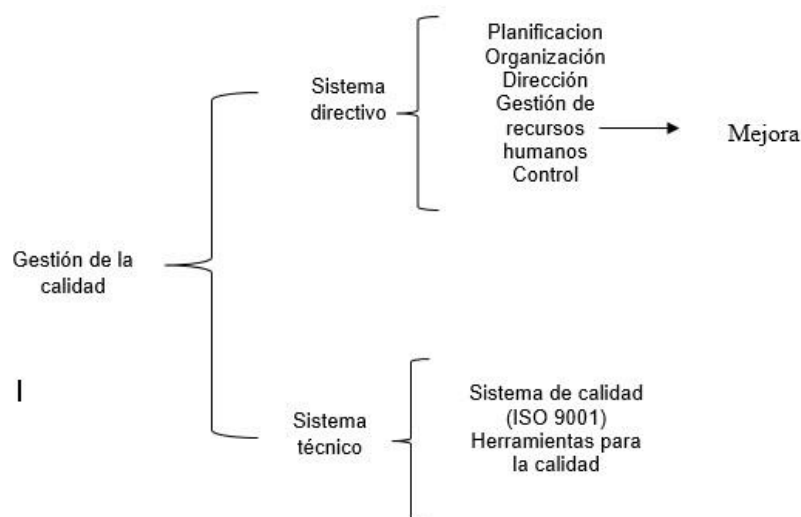 Gestión de la
calidad
Sistema
directivo
Planificacion
Organización
Dirección
Gestión de
recursos
humanos
Control
Mejora
Sistema
técnico
Sistema de calidad
(ISO 9001)
Herramientas para
la calidad